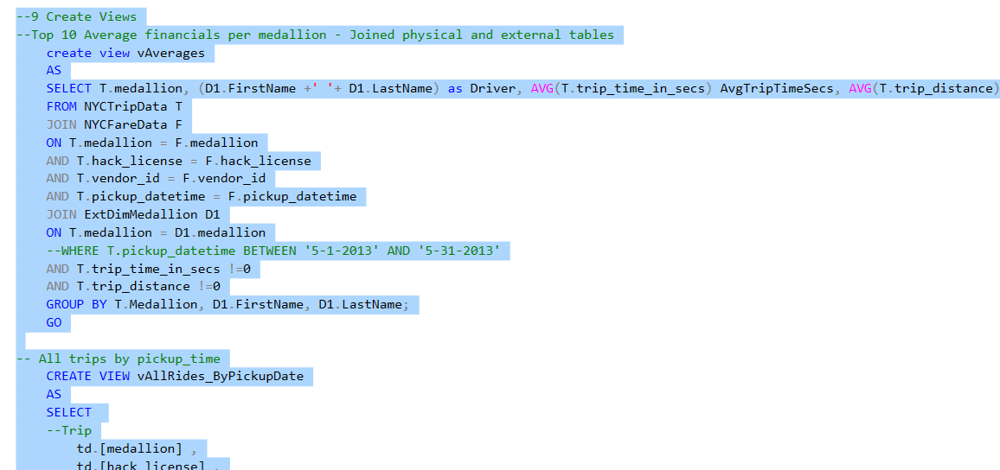 --9 Create Views
--Top 10 Average financials per medallion - Joined physical and external tables
create view vAverages
AS
SELECT T.medallion, (D1.FirstName +' '+ D1.LastName) as Driver, AVG(T.trip_time_in_secs) AvgTripTimeSecs, AVG(T.trip_distance)
FROM NYCTripData T
JOIN NYCFareData F
ON T.medallion = F.medallion
AND T.hack_license = F.hack_license
AND T.vendor_id = F.vendor_id
AND T.pickup_datetime = F.pickup_datetime
JOIN ExtDimMedallion D1
ON T.medallion = D1.medallion
--WHERE T.pickup_datetime BETWEEN '5-1-2013' AND '5-31-2013'
AND T.trip_time_in_secs !=0
AND T.trip_distance !=0
GROUP BY T.Medallion, D1.FirstName, D1.LastName;
GO
-- All trips by pickup_time
CREATE VIEW vAllRides_ByPickupDate
AS
SELECT
--Trip
td.[medallion] ,
td.[hack_license] ,